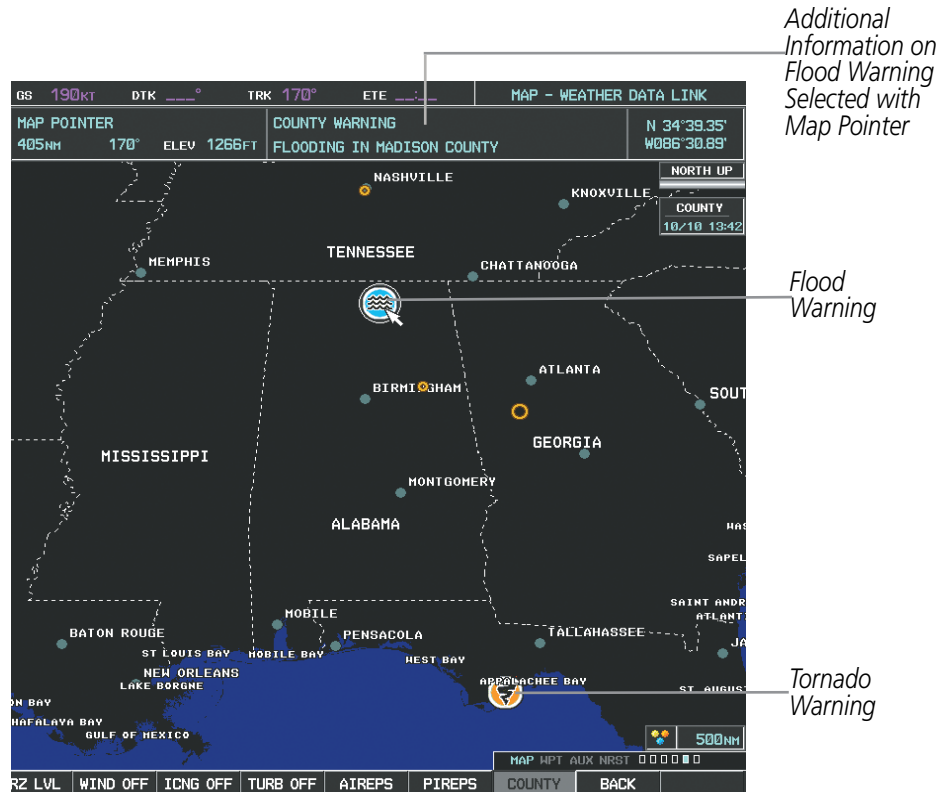 Additional
Information on
Flood Warning
Selected with
Map Pointer
GS 190KT DTK ___° TRK 170° ETE __:__ MAP - WEATHER DATA LINK
MAP POINTER COUNTY WARNING N 34°39.35'
405NM 170° ELEV 1266FT FLOODING IN MADISON COUNTY W086°30.89'
NORTH UP
NASHVILLE
KNOXVILLE
COUNTY
10/10 13:42
TENNESSEE
MEMPHIS
CHATTANOOGA
Flood
Warning
ATLANTA
BIRMINGHAM
SOUT
GEORGIA
MISSISSIPPI
MONTGOMERY
ALABAMA
WAS
SAPEL
SAINT ANDR
ATLANT
MOBILE
BATON ROUGE
PENSACOLA
TALLAHASSEE
JA
ST LOUIS BAY
MOBILE BAY
WEST BAY
NEW ORLEANS
LAKE BORGNE
APPALACHEE BAY
ST. AUGUST
Tornado
Warning
ON BAY
HAFALAYA BAY
GULF OF MEXICO
500NM
MAP WPT AUX NRST
RZ LVL WIND OFF ICNG OFF TURB OFF AIREPS PIREPS COUNTY BACK